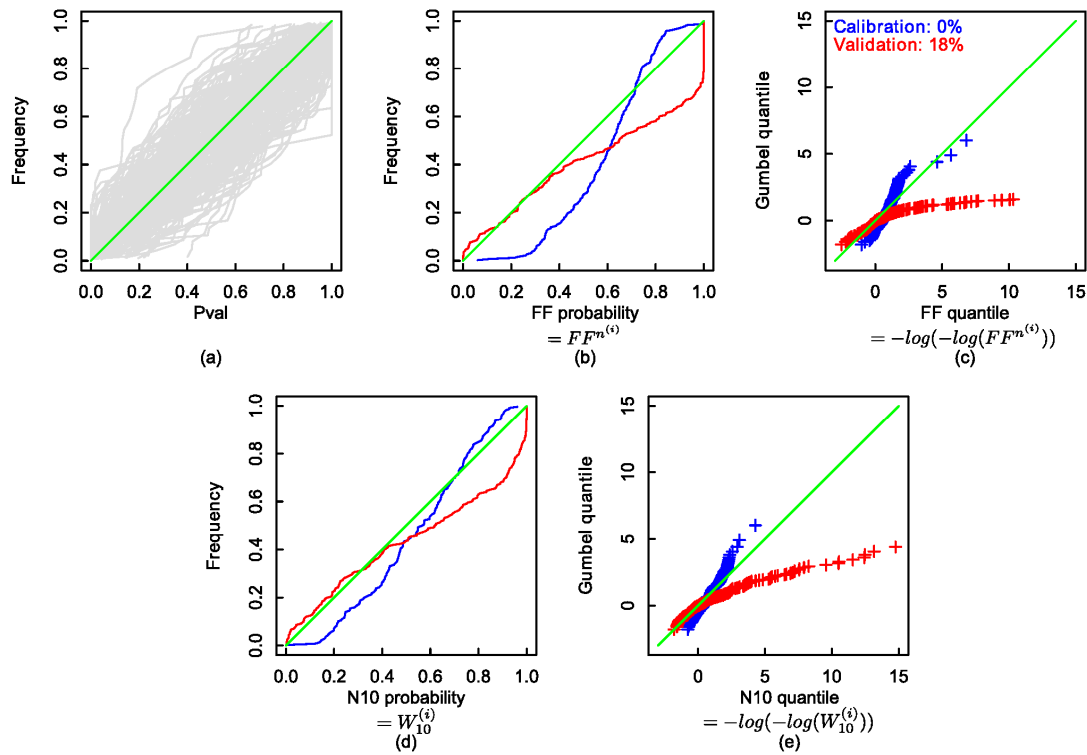 Frequency
0.0 0.2 0.4 0.6 0.8 1.0
0.0 0.2 0.4 0.6 0.8 1.0
Pval
(a)
Frequency
0.0 0.2 0.4 0.6 0.8 1.0
0.0 0.2 0.4 0.6 0.8 1.0
FF probability
= FF^{n^{(i)}}
(b)
Calibration: 0%
Validation: 18%
Gumbel quantile
0 5 10 15
0 5 10 15
FF quantile
= −log(−log(FF^{n^{(i)}}))
(c)
Frequency
0.0 0.2 0.4 0.6 0.8 1.0
0.0 0.2 0.4 0.6 0.8 1.0
N10 probability
= W_{10}^{(i)}
(d)
Gumbel quantile
0 5 10 15
0 5 10 15
N10 quantile
= −log(−log(W_{10}^{(i)}))
(e)